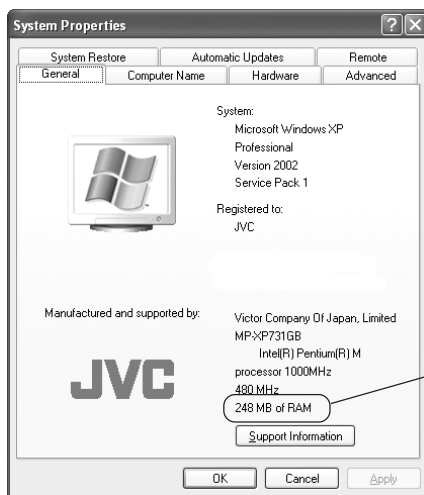 System Properties
System Restore Automatic Updates Remote
General Computer Name Hardware Advanced
System:
Microsoft Windows XP
Professional
Version 2002
Service Pack 1
Registered to:
JVC
Manufactured and supported by:
Victor Company Of Japan, Limited
MP-XP731GB
Intel(R) Pentium(R) M
processor 1000MHz
480 MHz
248 MB of RAM
JVC
Support Information
OK Cancel Apply